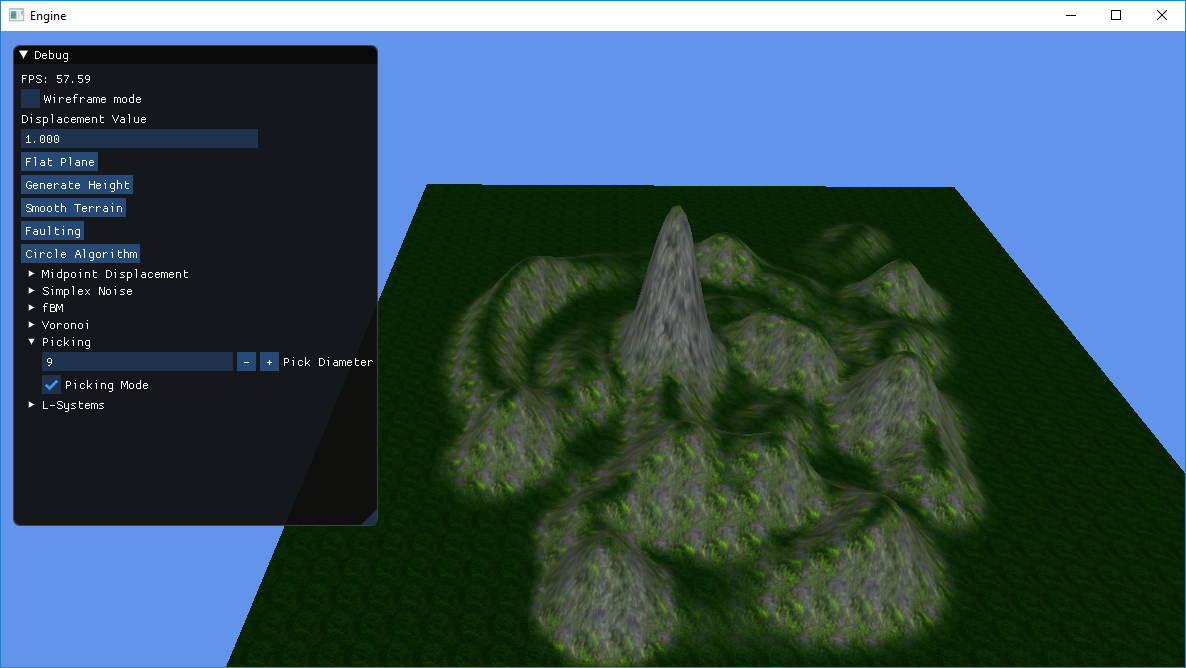 Engine
Debug
FPS: 57.59
Wireframe mode
Displacement Value
1.000
Flat Plane
Generate Height
Smooth Terrain
Faulting
Circle Algorithm
Midpoint Displacement
Simplex Noise
fBM
Voronoi
Picking
9 - + Pick Diameter
Picking Mode
L-Systems